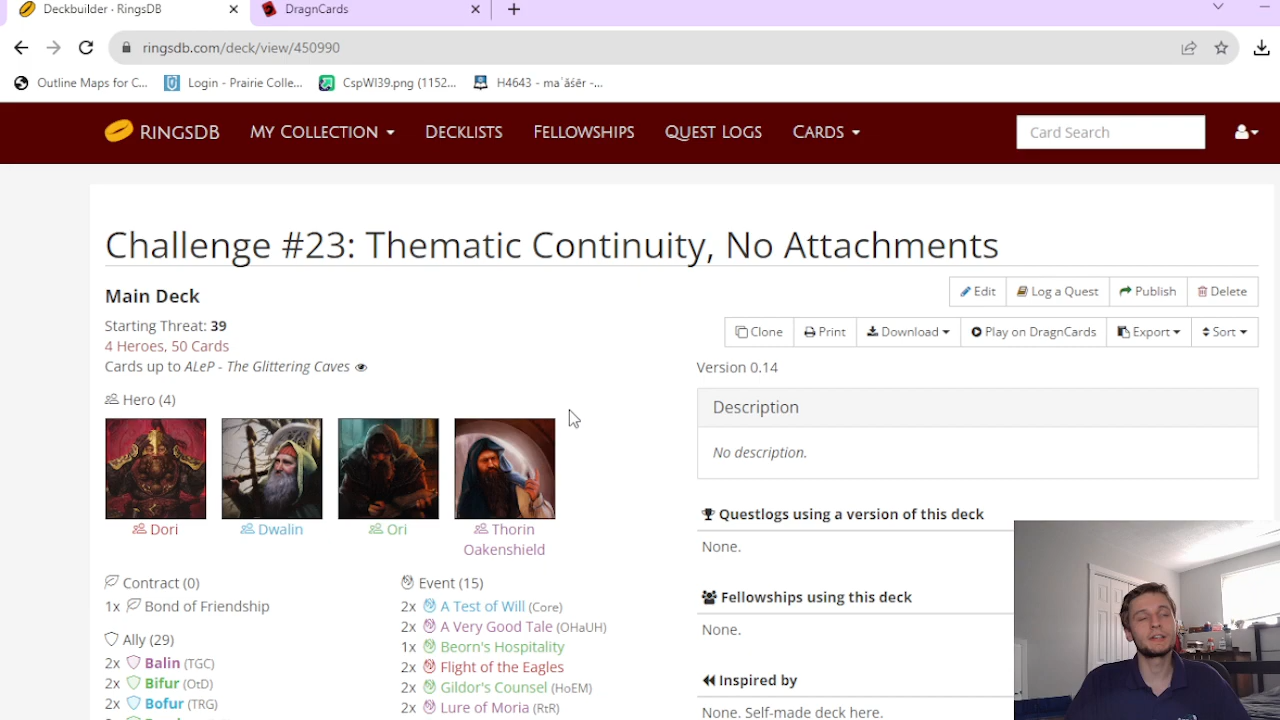 Deckbuilder · RingsDB
DragnCards
ringsdb.com/deck/view/450990
Outline Maps for C...
Login - Prairie Colle...
CspWI39.png (1152...
H4643 - maʿăśēr -...
RINGSDB
MY COLLECTION
DECKLISTS
FELLOWSHIPS
QUEST LOGS
CARDS
Card Search
Challenge #23: Thematic Continuity, No Attachments
Edit
Log a Quest
Publish
Delete
Main Deck
Starting Threat: 39
4 Heroes, 50 Cards
Cards up to ALeP - The Glittering Caves
Clone
Print
Download
Play on DragnCards
Export
Sort
Version 0.14
Description
No description.
Hero (4)
Dori
Dwalin
Ori
Thorin
Oakenshield
Contract (0)
1x Bond of Friendship
Ally (29)
2x Balin (TGC)
2x Bifur (OtD)
2x Bofur (TRG)
Event (15)
2x A Test of Will (Core)
2x A Very Good Tale (OHaUH)
1x Beorn's Hospitality
2x Flight of the Eagles
2x Gildor's Counsel (HoEM)
2x Lure of Moria (RtR)
Questlogs using a version of this deck
None.
Fellowships using this deck
None.
Inspired by
None. Self-made deck here.